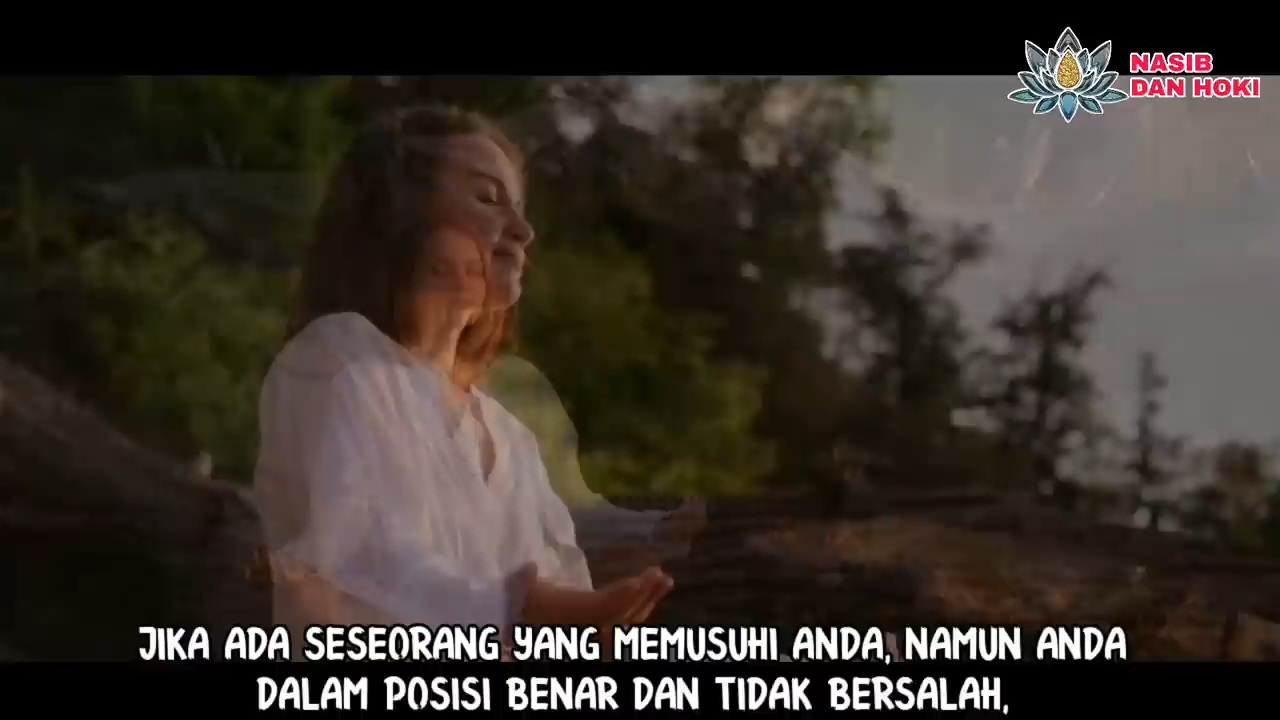 NASIB
DAN HOKI
JIKA ADA SESEORANG YANG MEMUSUHI ANDA, NAMUN ANDA
DALAM POSISI BENAR DAN TIDAK BERSALAH,